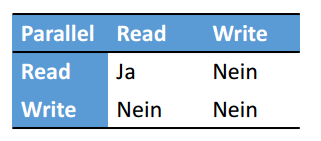 Parallel Read Write
Read Ja Nein
Write Nein Nein